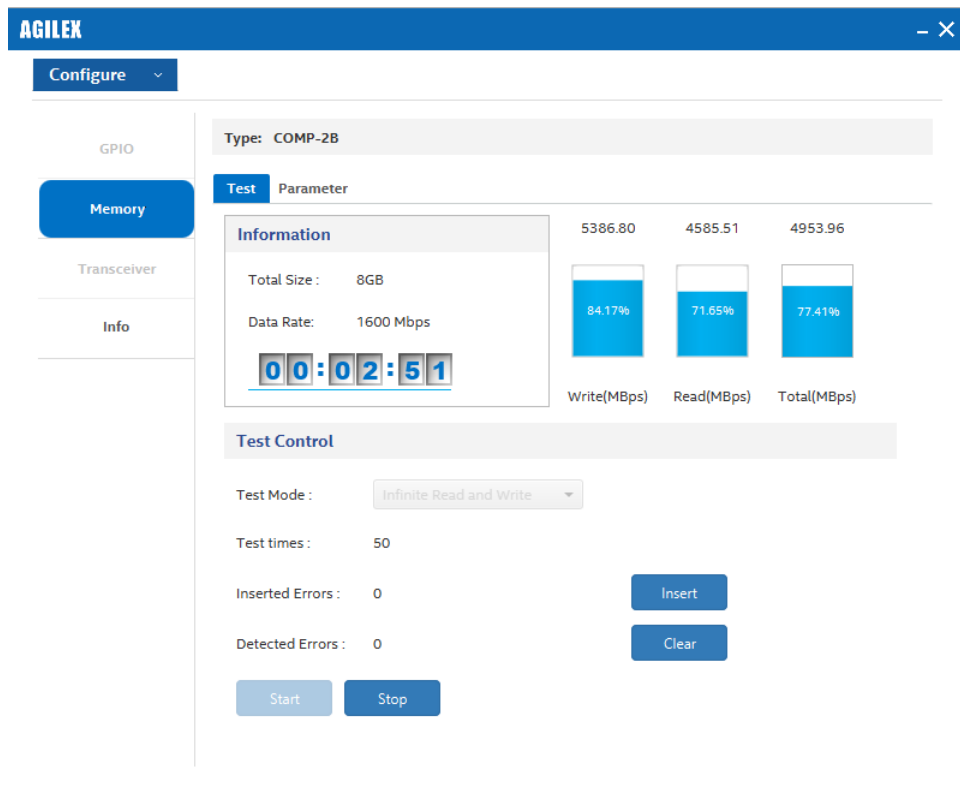 AGILEX
Configure
GPIO
Memory
Transceiver
Info
Type: COMP-2B
Test Parameter
Information
Total Size : 8GB
Data Rate: 1600 Mbps
00:02:51
5386.80 4585.51 4953.96
84.17% 71.65% 77.41%
Write(MBps) Read(MBps) Total(MBps)
Test Control
Test Mode : Infinite Read and Write
Test times : 50
Inserted Errors : 0 Insert
Detected Errors : 0 Clear
Start Stop